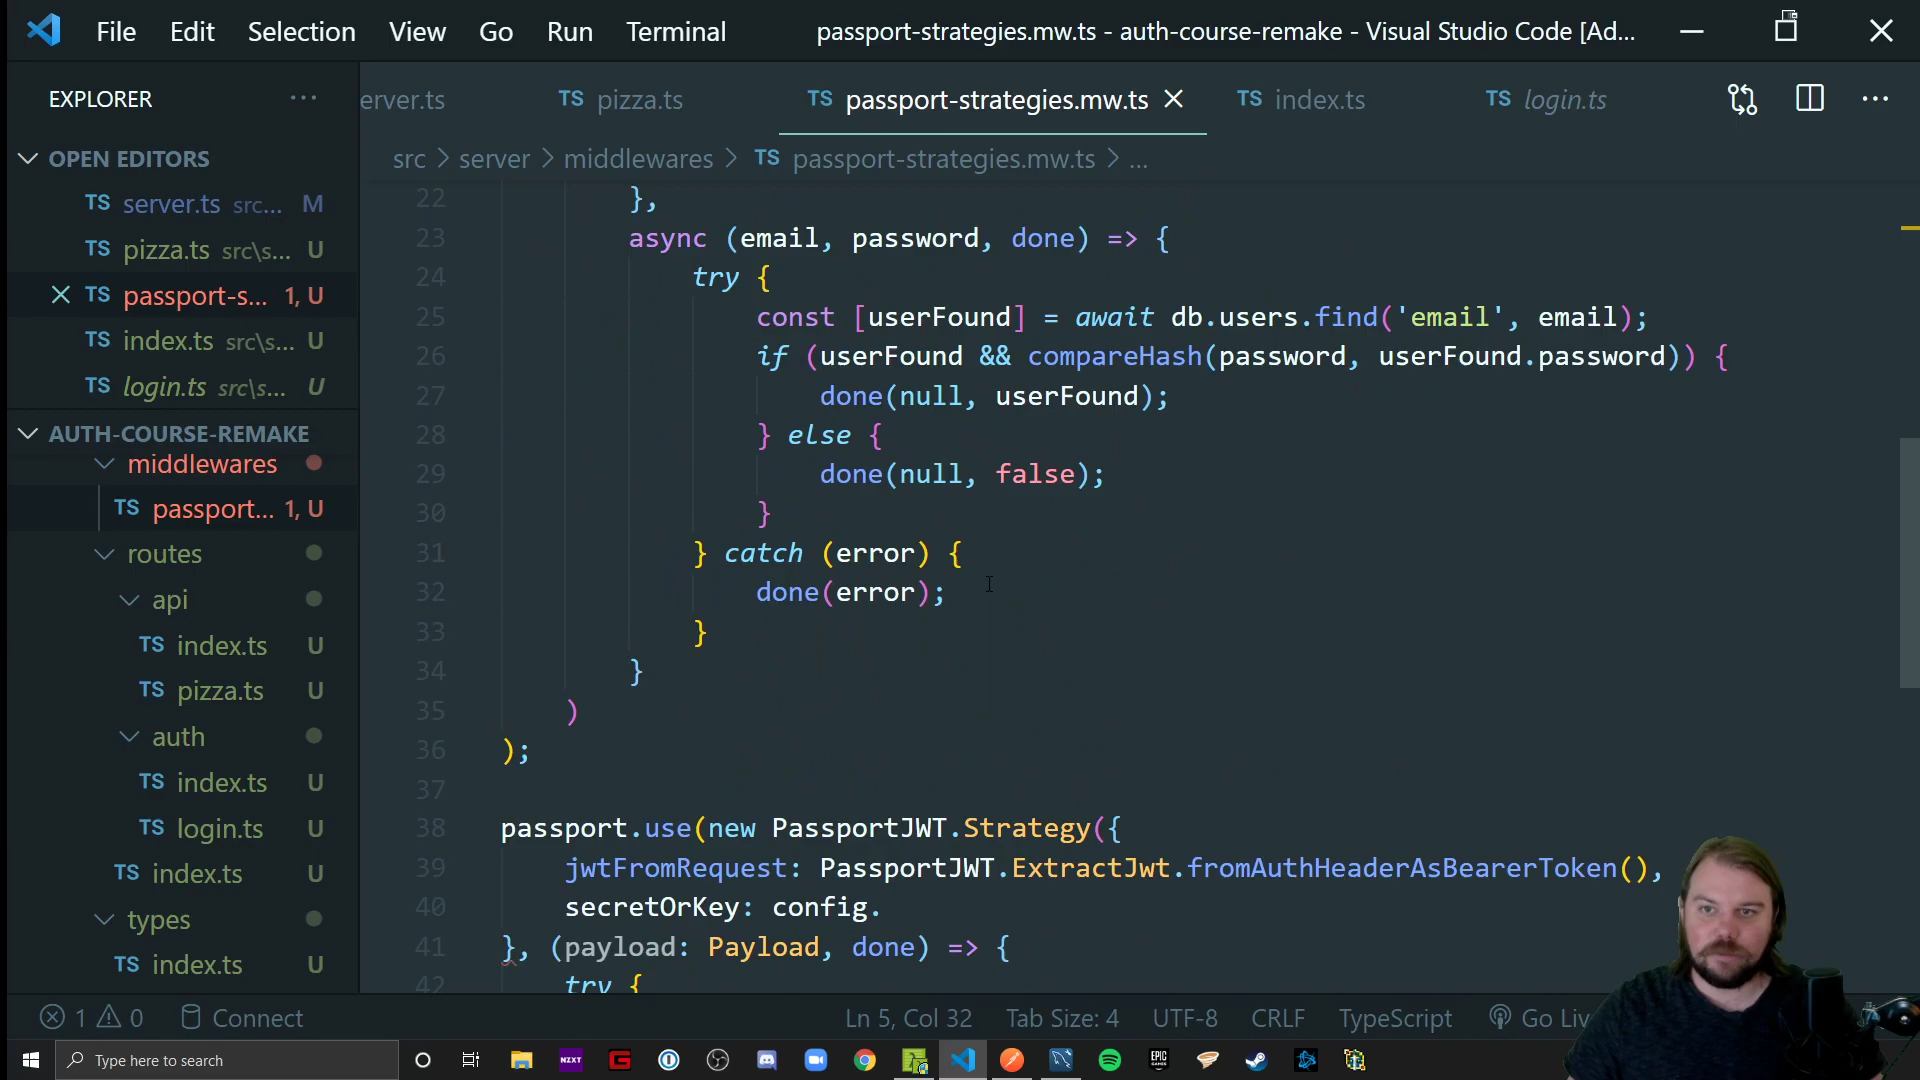 File Edit Selection View Go Run Terminal passport-strategies.mw.ts - auth-course-remake - Visual Studio Code [Ad...
EXPLORER ...
erver.ts TS pizza.ts TS passport-strategies.mw.ts TS index.ts TS login.ts ...
OPEN EDITORS
TS server.ts src... M
TS pizza.ts src\s... U
TS passport-s... 1, U
TS index.ts src\s... U
TS login.ts src\s... U
AUTH-COURSE-REMAKE
middlewares
TS passport... 1, U
routes
api
TS index.ts U
TS pizza.ts U
auth
TS index.ts U
TS login.ts U
TS index.ts U
types
TS index.ts U
src > server > middlewares > TS passport-strategies.mw.ts > ...
22 },
23 async (email, password, done) => {
24 try {
25 const [userFound] = await db.users.find('email', email);
26 if (userFound && compareHash(password, userFound.password)) {
27 done(null, userFound);
28 } else {
29 done(null, false);
30 }
31 } catch (error) {
32 done(error);
33 }
34 }
35 )
36 );
37
38 passport.use(new PassportJWT.Strategy({
39 jwtFromRequest: PassportJWT.ExtractJwt.fromAuthHeaderAsBearerToken(),
40 secretOrKey: config.
41 }, (payload: Payload, done) => {
42 try {
1 0 Connect Ln 5, Col 32 Tab Size: 4 UTF-8 CRLF TypeScript Go Liv
Type here to search NZXT G EPIC GAMES